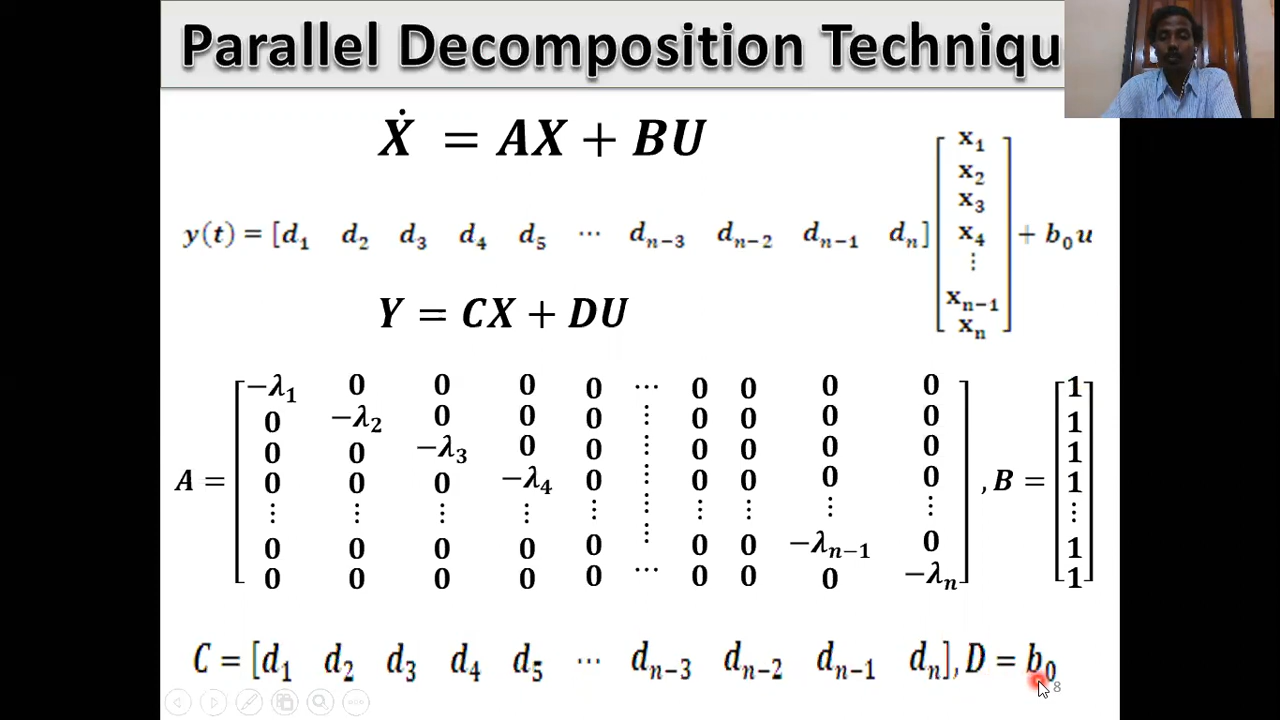 Parallel Decomposition Techniqu
Ẋ = AX + BU
y(t) = [d₁ d₂ d₃ d₄ d₅ ⋯ dₙ₋₃ dₙ₋₂ dₙ₋₁ dₙ] [x₁ x₂ x₃ x₄ ⋮ xₙ₋₁ xₙ] + b₀u
Y = CX + DU
A = [−λ₁ 0 0 0 0 ⋯ 0 0 0 0
0 −λ₂ 0 0 0 ⋮ 0 0 0 0
0 0 −λ₃ 0 0 ⋮ 0 0 0 0
0 0 0 −λ₄ 0 ⋮ 0 0 0 0
⋮ ⋮ ⋮ ⋮ ⋮ ⋮ ⋮ ⋮ ⋮ ⋮
0 0 0 0 0 ⋮ 0 0 −λₙ₋₁ 0
0 0 0 0 0 ⋯ 0 0 0 −λₙ], B = [1 1 1 1 ⋮ 1 1]
C = [d₁ d₂ d₃ d₄ d₅ ⋯ dₙ₋₃ dₙ₋₂ dₙ₋₁ dₙ], D = b₀
8